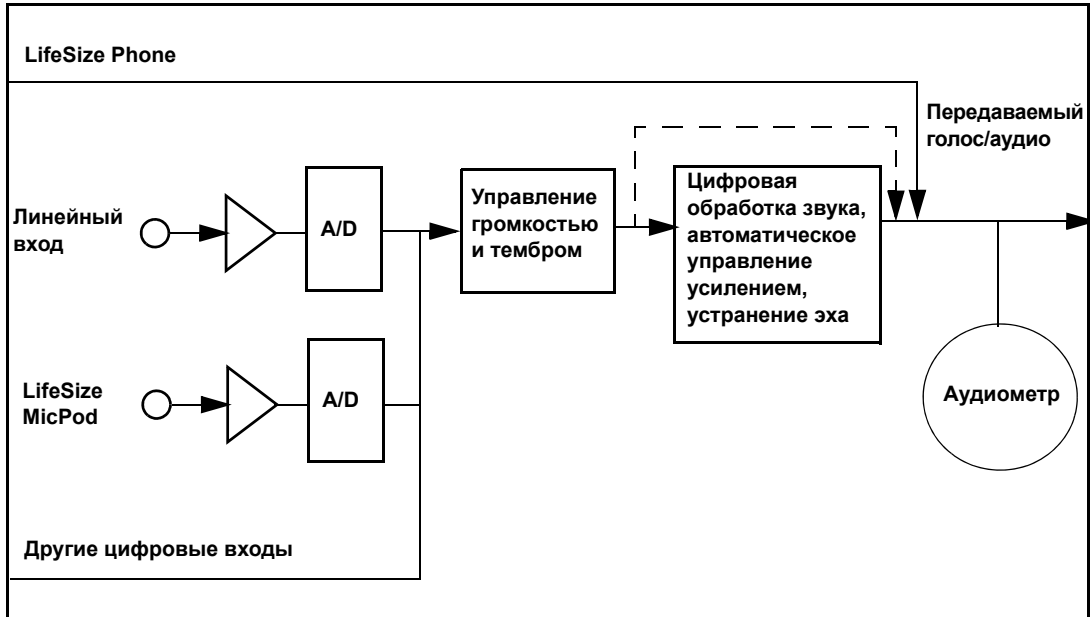 LifeSize Phone
Передаваемый
голос/аудио
Линейный
вход
A/D
Управление
громкостью
и тембром
Цифровая
обработка звука,
автоматическое
управление
усилением,
устранение эха
LifeSize
MicPod
A/D
Аудиометр
Другие цифровые входы